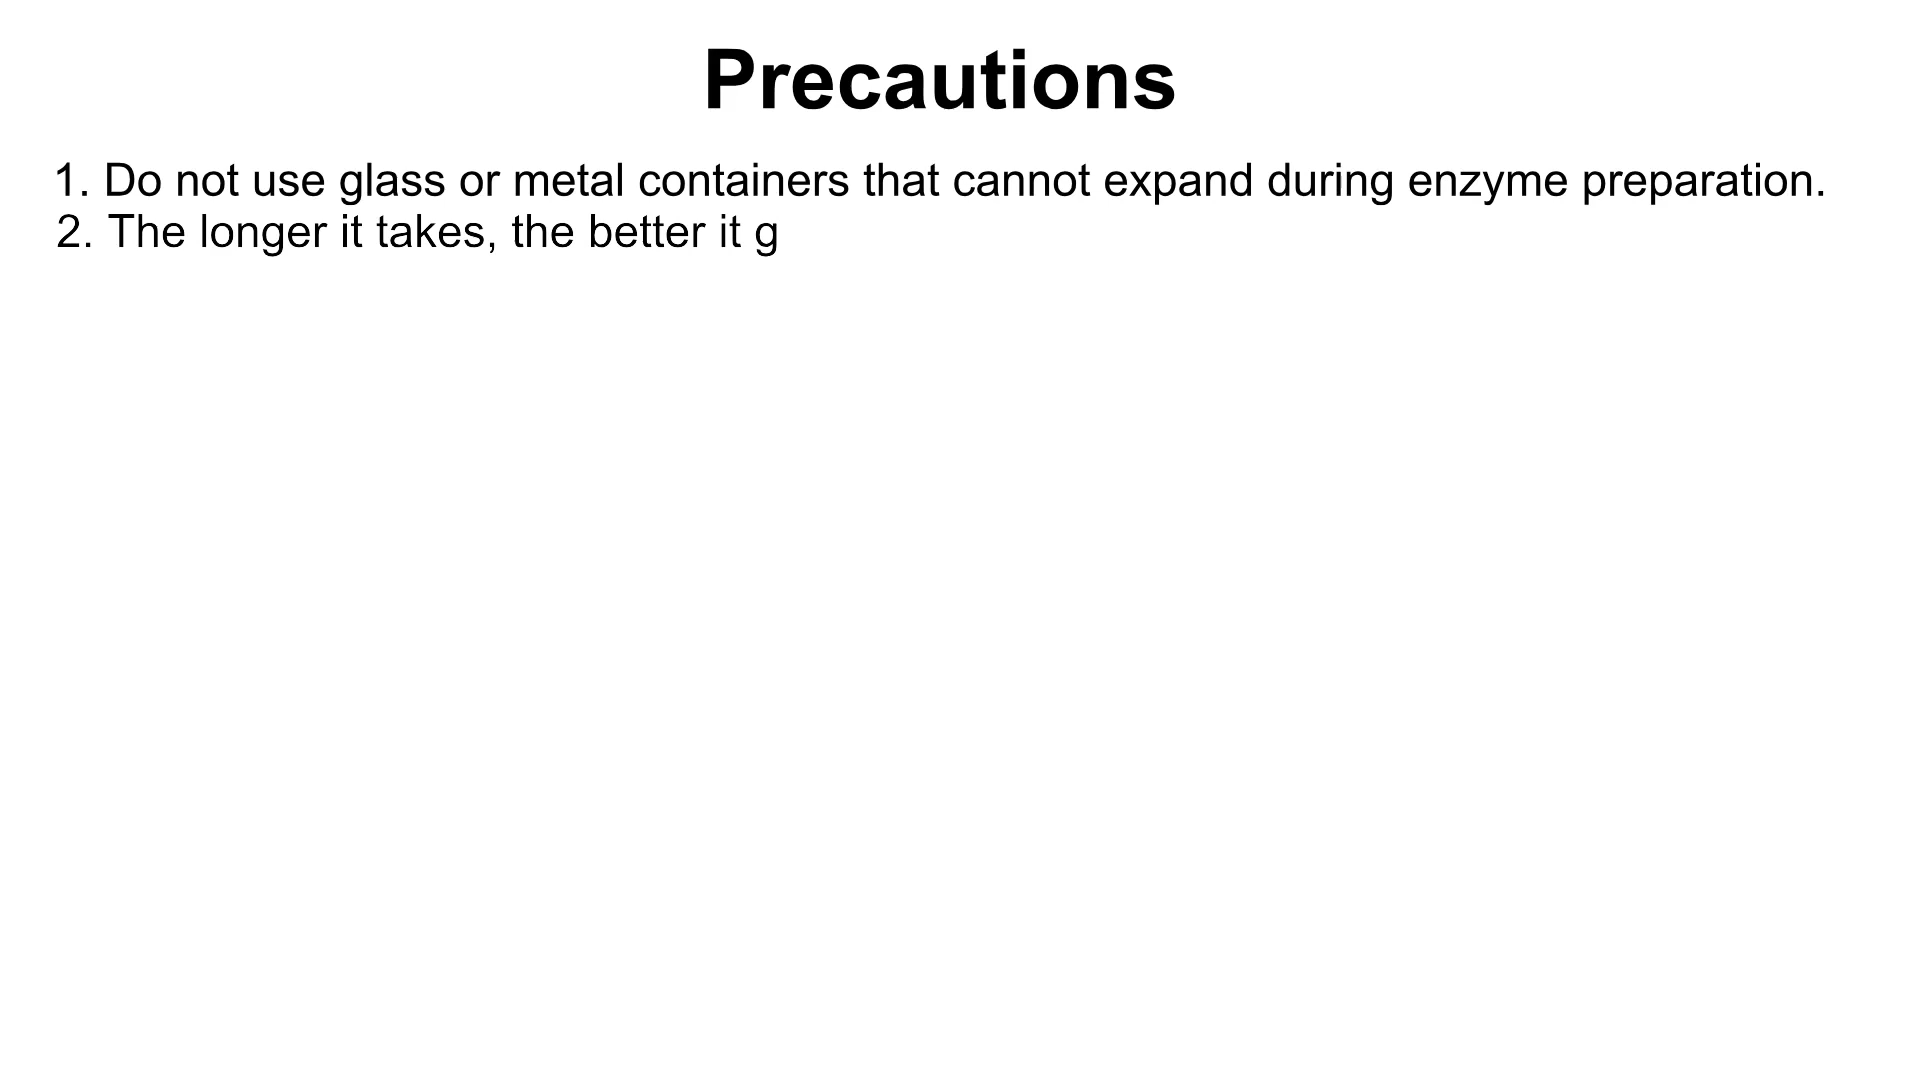 Precautions
1. Do not use glass or metal containers that cannot expand during enzyme preparation.
2. The longer it takes, the better it g